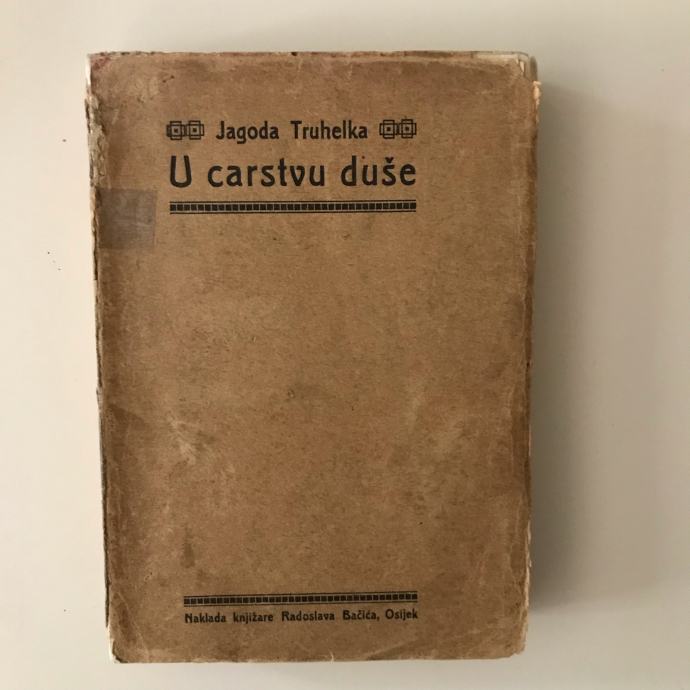 Jagoda Truhelka
U carstvu duše
Naklada knjižare Radoslava Bačića, Osijek